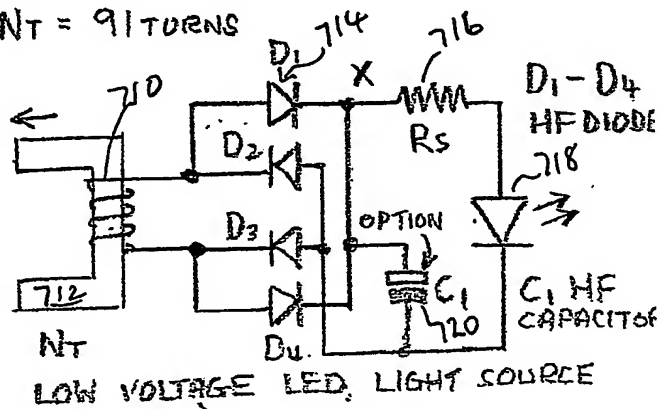 NT = 91 TURNS
710
D1
714
X
716
RS
D1-D4
HF DIODE
718
D2
D3
OPTION
712
NT
D4
C1
720
C1 HF
CAPACITOR
LOW VOLTAGE LED. LIGHT SOURCE